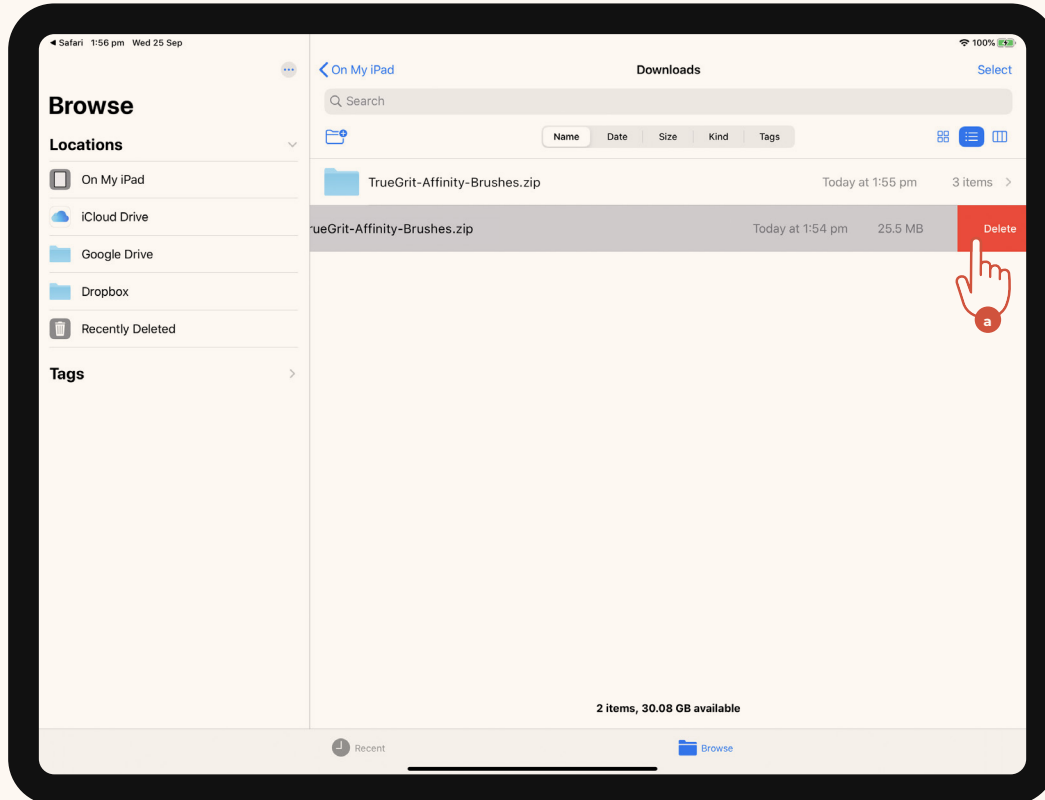 Safari 1:56 pm Wed 25 Sep
100%
Browse
Locations
On My iPad
iCloud Drive
Google Drive
Dropbox
Recently Deleted
Tags
On My iPad
Downloads
Select
Search
Name Date Size Kind Tags
TrueGrit-Affinity-Brushes.zip Today at 1:55 pm 3 items
rueGrit-Affinity-Brushes.zip Today at 1:54 pm 25.5 MB Delete
a
2 items, 30.08 GB available
Recent
Browse